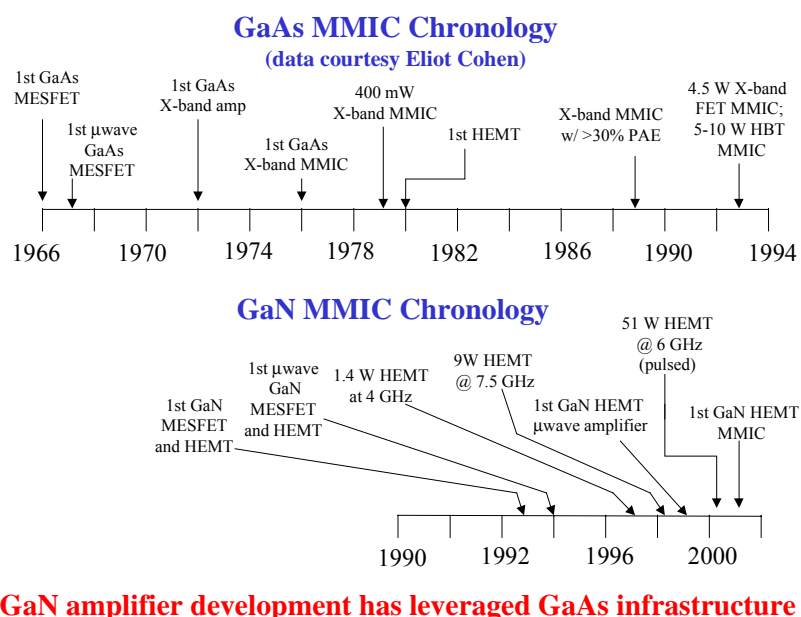 GaAs MMIC Chronology
(data courtesy Eliot Cohen)
1st GaAs
MESFET
1st μwave
GaAs
MESFET
1st GaAs
X-band amp
1st GaAs
X-band MMIC
400 mW
X-band MMIC
1st HEMT
X-band MMIC
w/ >30% PAE
4.5 W X-band
FET MMIC;
5-10 W HBT
MMIC
1966 1970 1974 1978 1982 1986 1990 1994
GaN MMIC Chronology
1st GaN
MESFET
and HEMT
1st μwave
GaN
MESFET
and HEMT
1.4 W HEMT
at 4 GHz
9W HEMT
@ 7.5 GHz
1st GaN HEMT
μwave amplifier
51 W HEMT
@ 6 GHz
(pulsed)
1st GaN HEMT
MMIC
1990 1992 1996 2000
GaN amplifier development has leveraged GaAs infrastructure